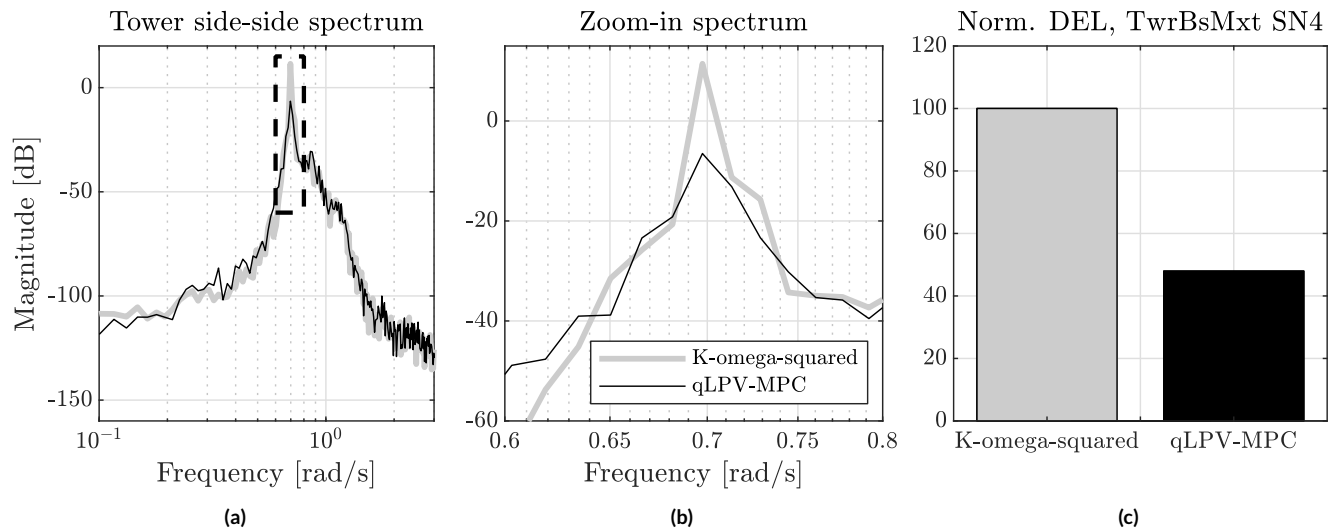 Tower side-side spectrum
0
-50
-100
-150
Magnitude [dB]
10⁻¹
10⁰
Frequency [rad/s]
(a)
Zoom-in spectrum
0
-20
-40
-60
K-omega-squared
qLPV-MPC
0.6
0.65
0.7
0.75
0.8
Frequency [rad/s]
(b)
Norm. DEL, TwrBsMxt SN4
120
100
80
60
40
20
0
K-omega-squared
qLPV-MPC
(c)